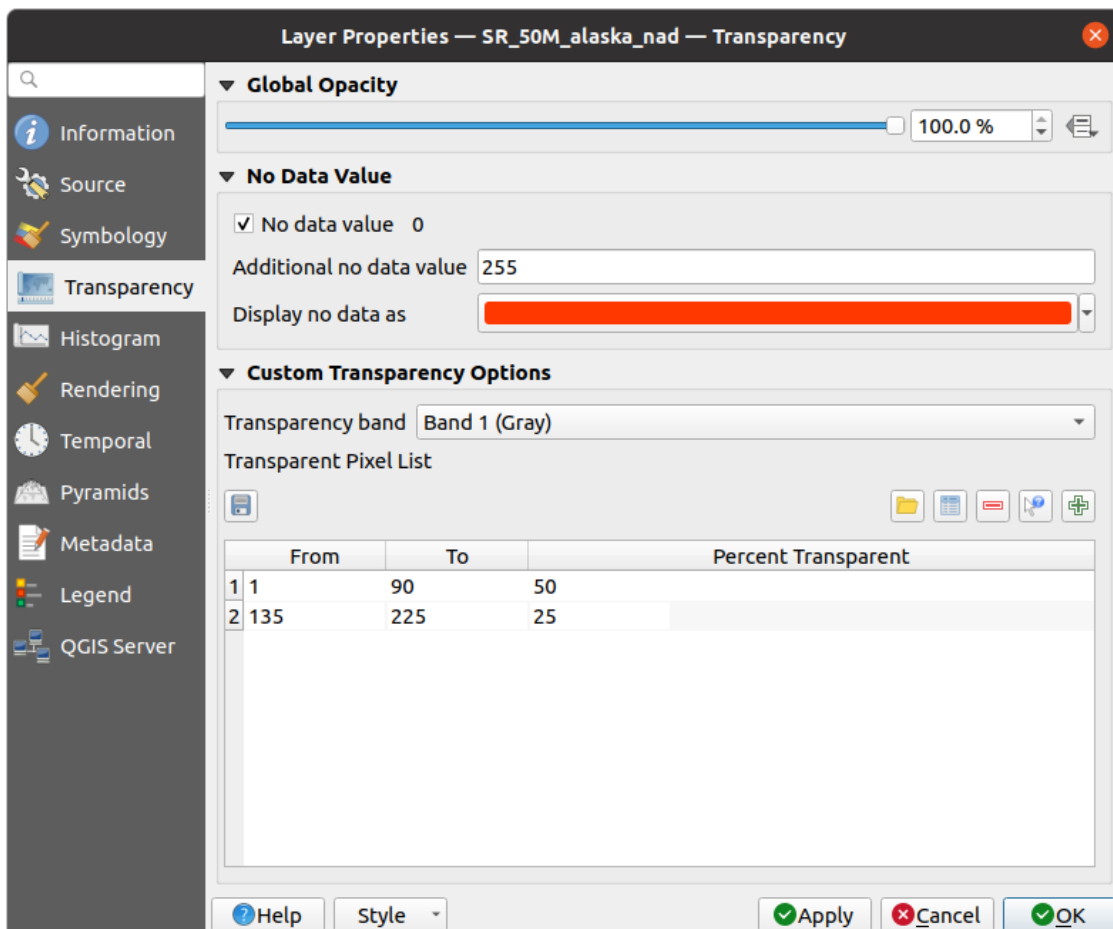 Layer Properties — SR_50M_alaska_nad — Transparency
Information
Source
Symbology
Transparency
Histogram
Rendering
Temporal
Pyramids
Metadata
Legend
QGIS Server
Global Opacity
100.0 %
No Data Value
No data value 0
Additional no data value 255
Display no data as
Custom Transparency Options
Transparency band Band 1 (Gray)
Transparent Pixel List
From To Percent Transparent
1 1 90 50
2 135 225 25
Help Style Apply Cancel OK